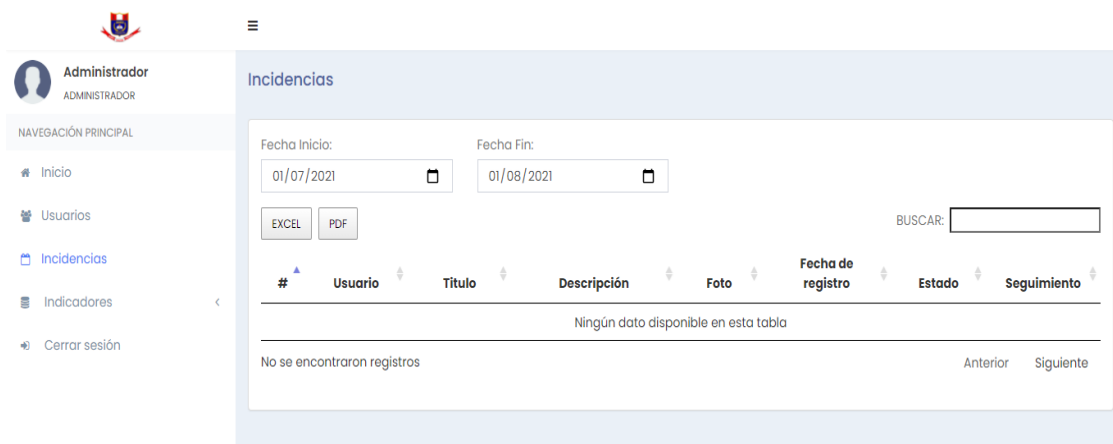 Administrador
ADMINISTRADOR
NAVEGACIÓN PRINCIPAL
Inicio
Usuarios
Incidencias
Indicadores
Cerrar sesión
Incidencias
Fecha Inicio: Fecha Fin:
01/07/2021 01/08/2021
EXCEL PDF BUSCAR:
# Usuario Título Descripción Foto Fecha de registro Estado Seguimiento
Ningún dato disponible en esta tabla
No se encontraron registros Anterior Siguiente